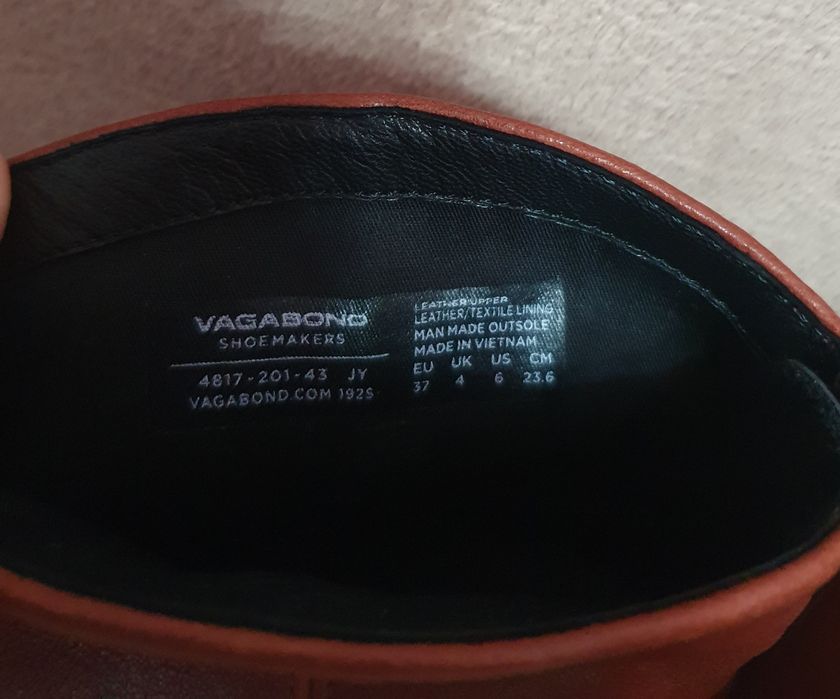 VAGABOND
SHOEMAKERS
4817-201-43 JY
VAGABOND.COM 192S
LEATHER UPPER
LEATHER/TEXTILE LINING
MAN MADE OUTSOLE
MADE IN VIETNAM
EU UK US CM
37 4 6 23.6